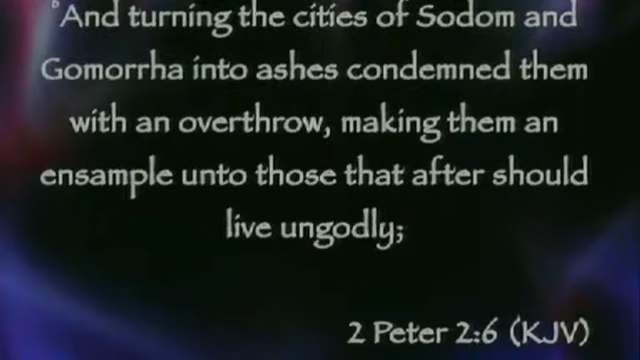 ⁶And turning the cities of Sodom and
Gomorrha into ashes condemned them
with an overthrow, making them an
ensample unto those that after should
live ungodly;
2 Peter 2:6 (KJV)